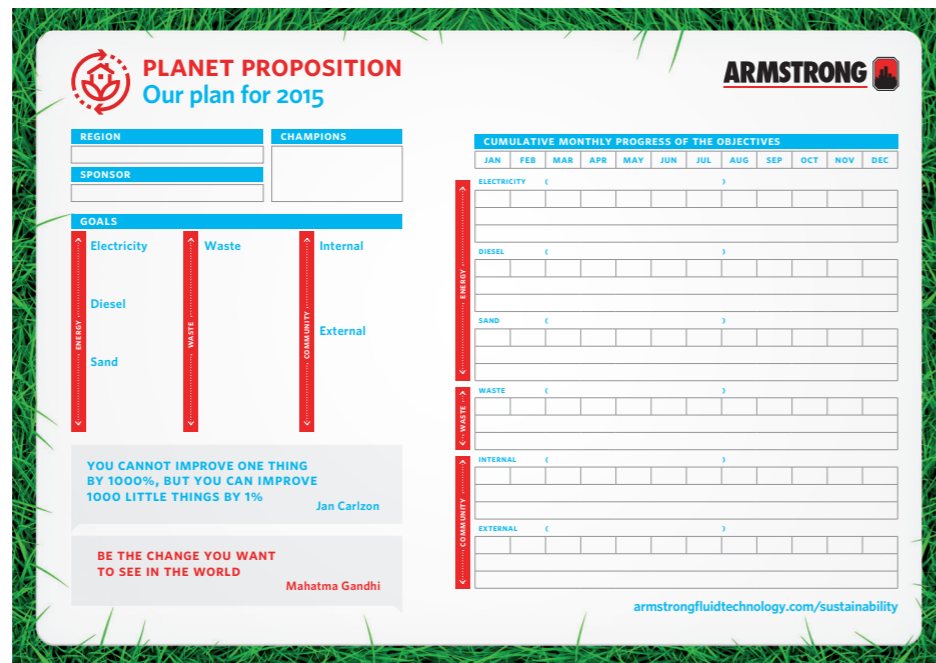 PLANET PROPOSITION
Our plan for 2015
ARMSTRONG
REGION
CHAMPIONS
SPONSOR
GOALS
ENERGY
Electricity
Diesel
Sand
WASTE
Waste
COMMUNITY
Internal
External
YOU CANNOT IMPROVE ONE THING
BY 1000%, BUT YOU CAN IMPROVE
1000 LITTLE THINGS BY 1%
Jan Carlzon
BE THE CHANGE YOU WANT
TO SEE IN THE WORLD
Mahatma Gandhi
CUMULATIVE MONTHLY PROGRESS OF THE OBJECTIVES
JAN FEB MAR APR MAY JUN JUL AUG SEP OCT NOV DEC
ENERGY
ELECTRICITY ( )
DIESEL ( )
SAND ( )
WASTE
WASTE ( )
COMMUNITY
INTERNAL ( )
EXTERNAL ( )
armstrongfluidtechnology.com/sustainability